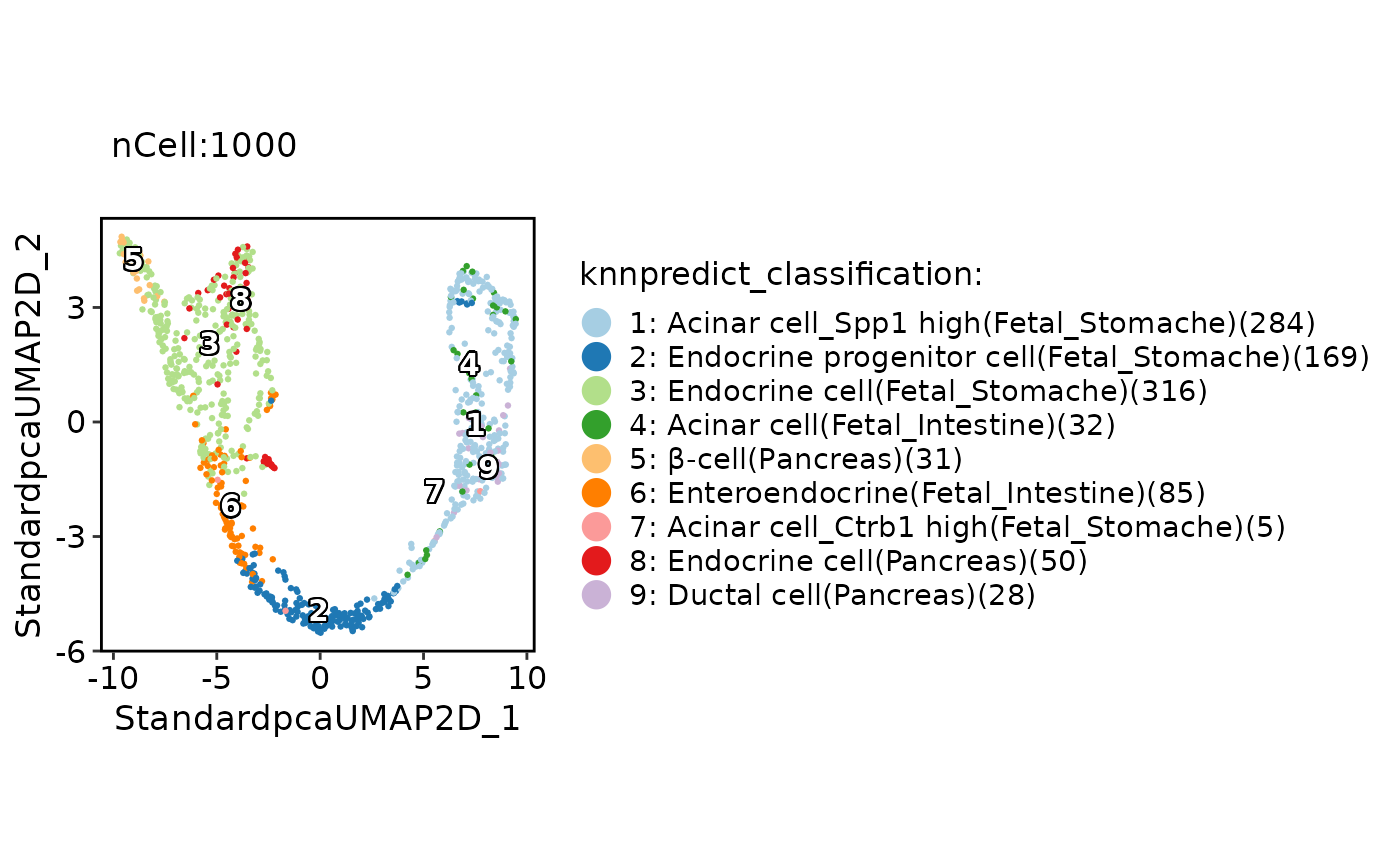 nCell:1000
StandardpcaUMAP2D_2
3
0
-3
-6
5
8
3
4
1
9
7
6
2
-10
-5
0
5
10
StandardpcaUMAP2D_1
knnpredict_classification:
1: Acinar cell_Spp1 high(Fetal_Stomache)(284)
2: Endocrine progenitor cell(Fetal_Stomache)(169)
3: Endocrine cell(Fetal_Stomache)(316)
4: Acinar cell(Fetal_Intestine)(32)
5: β-cell(Pancreas)(31)
6: Enteroendocrine(Fetal_Intestine)(85)
7: Acinar cell_Ctrb1 high(Fetal_Stomache)(5)
8: Endocrine cell(Pancreas)(50)
9: Ductal cell(Pancreas)(28)